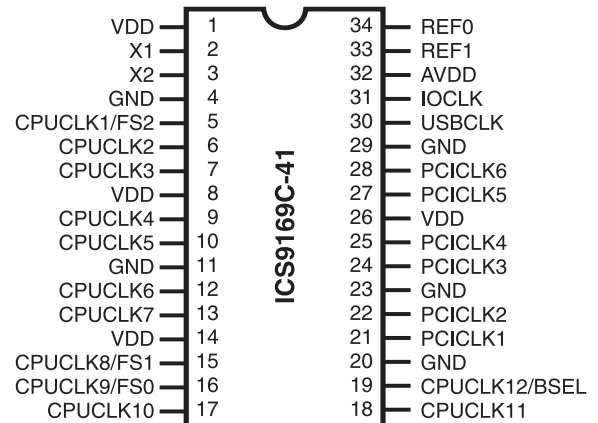 VDD 1 34 REF0
X1 2 33 REF1
X2 3 32 AVDD
GND 4 31 IOCLK
CPUCLK1/FS2 5 30 USBCLK
CPUCLK2 6 29 GND
CPUCLK3 7 28 PCICLK6
VDD 8 27 PCICLK5
CPUCLK4 9 26 VDD
CPUCLK5 10 25 PCICLK4
GND 11 24 PCICLK3
CPUCLK6 12 23 GND
CPUCLK7 13 22 PCICLK2
VDD 14 21 PCICLK1
CPUCLK8/FS1 15 20 GND
CPUCLK9/FS0 16 19 CPUCLK12/BSEL
CPUCLK10 17 18 CPUCLK11
ICS9169C-41